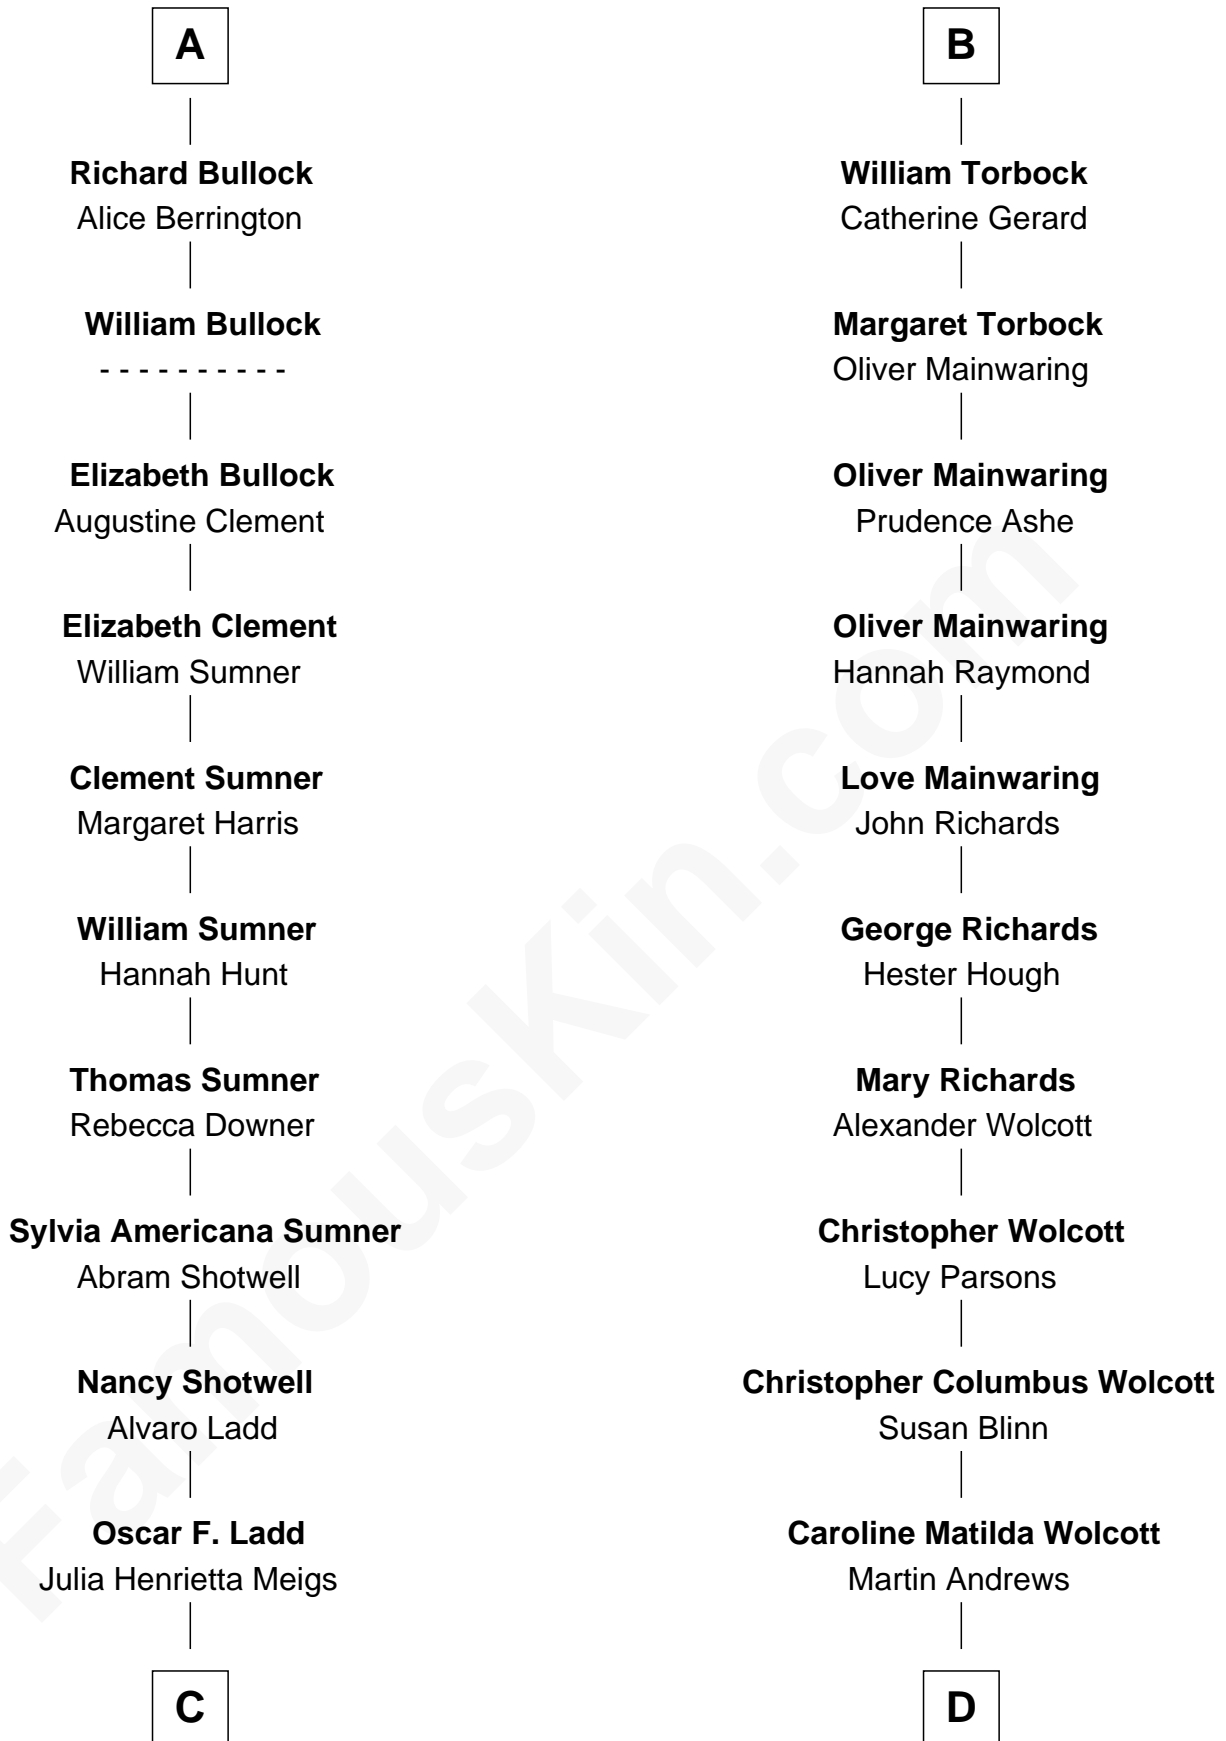 A
Richard Bullock
Alice Berrington
William Bullock
- - - - - - - - - -
Elizabeth Bullock
Augustine Clement
Elizabeth Clement
William Sumner
Clement Sumner
Margaret Harris
William Sumner
Hannah Hunt
Thomas Sumner
Rebecca Downer
Sylvia Americana Sumner
Abram Shotwell
Nancy Shotwell
Alvaro Ladd
Oscar F. Ladd
Julia Henrietta Meigs
C
B
William Torbock
Catherine Gerard
Margaret Torbock
Oliver Mainwaring
Oliver Mainwaring
Prudence Ashe
Oliver Mainwaring
Hannah Raymond
Love Mainwaring
John Richards
George Richards
Hester Hough
Mary Richards
Alexander Wolcott
Christopher Wolcott
Lucy Parsons
Christopher Columbus Wolcott
Susan Blinn
Caroline Matilda Wolcott
Martin Andrews
D
FamousKin.com